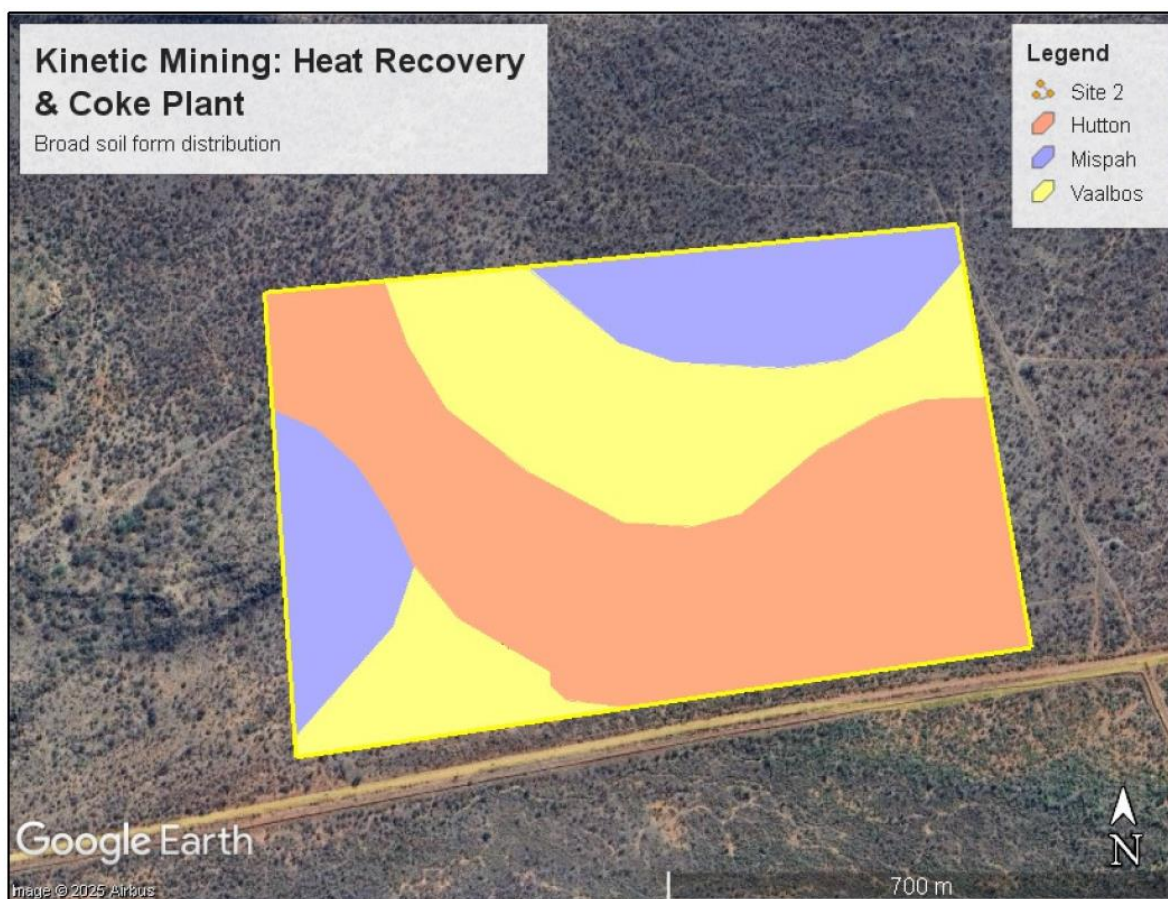 Kinetic Mining: Heat Recovery
& Coke Plant
Broad soil form distribution
Legend
Site 2
Hutton
Mispah
Vaalbos
N
Google Earth
Image © 2025 Airbus
700 m